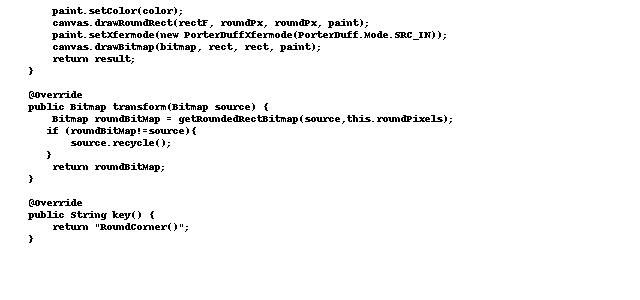 paint.setColor(color);
canvas.drawRoundRect(rectF, roundPx, roundPx, paint);
paint.setXfermode(new PorterDuffXfermode(PorterDuff.Mode.SRC_IN));
canvas.drawBitmap(bitmap, rect, rect, paint);
return result;
}
@Override
public Bitmap transform(Bitmap source) {
Bitmap roundBitMap = getRoundedRectBitmap(source,this.roundPixels);
if (roundBitMap!=source){
source.recycle();
}
return roundBitMap;
}
@Override
public String key() {
return "RoundCorner()";
}